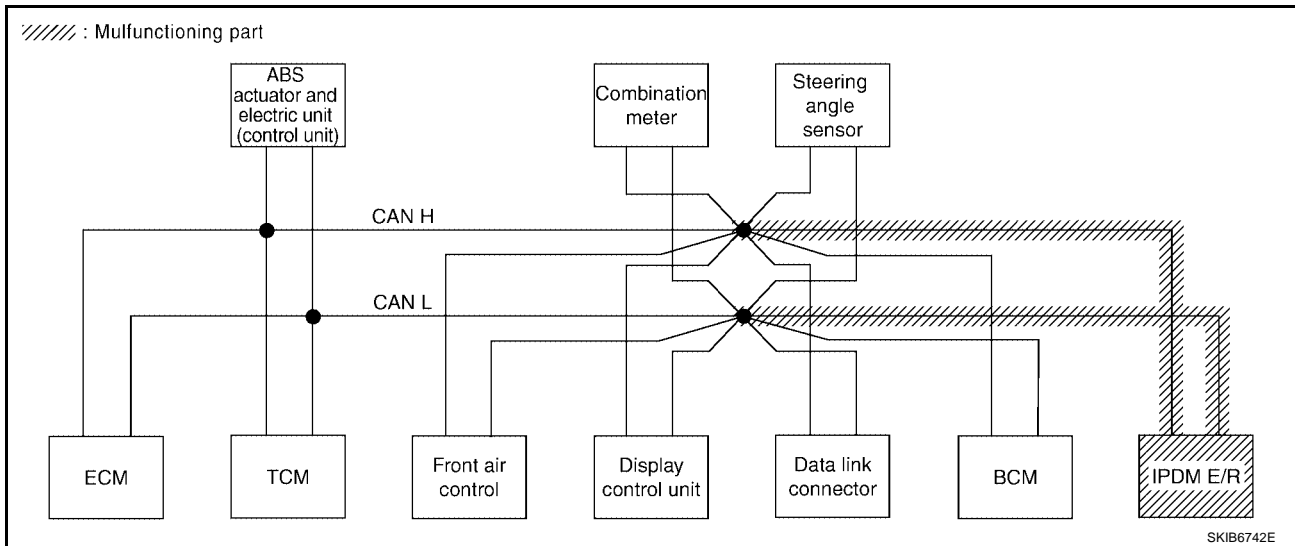 : Mulfunctioning part
ABS
actuator and
electric unit
(control unit)
Combination
meter
Steering
angle
sensor
CAN H
CAN L
ECM
TCM
Front air
control
Display
control unit
Data link
connector
BCM
IPDM E/R
SKIB6742E